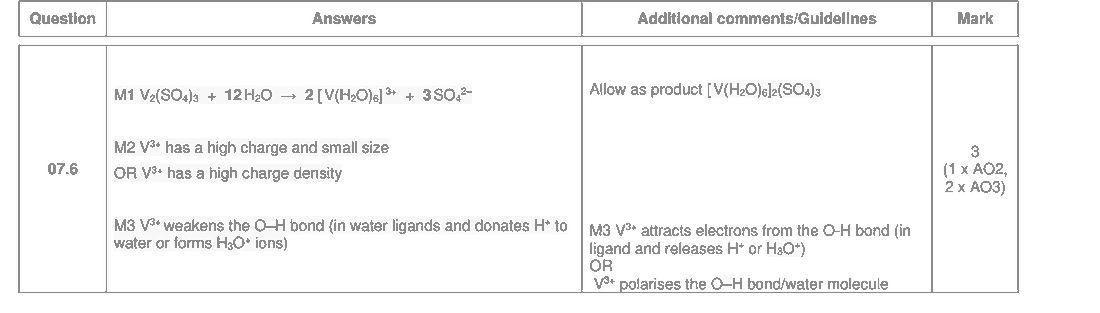 Question Answers Additional comments/Guidelines Mark
M1 V₂(SO₄)₃ + 12H₂O → 2[V(H₂O)₆]³⁺ + 3SO₄²⁻
Allow as product [V(H₂O)₆]₂(SO₄)₃
M2 V³⁺ has a high charge and small size
OR V³⁺ has a high charge density
07.6
3
(1 x AO2,
2 x AO3)
M3 V³⁺ weakens the O–H bond (in water ligands and donates H⁺ to
water or forms H₃O⁺ ions)
M3 V³⁺ attracts electrons from the O-H bond (in
ligand and releases H⁺ or H₃O⁺)
OR
V³⁺ polarises the O–H bond/water molecule